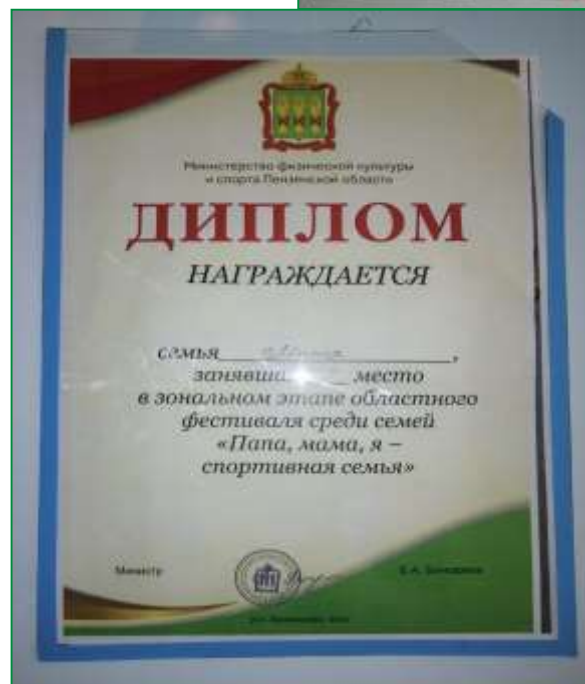 Министерство физической культуры
и спорта Пензенской области
ДИПЛОМ
НАГРАЖДАЕТСЯ
семья ,
занявша место
в зональном этапе областного
фестиваля среди семей
«Папа, мама, я –
спортивная семья»
Министр